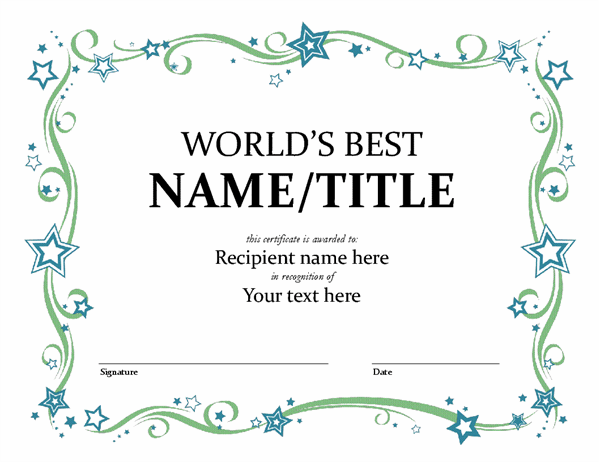 WORLD’S BEST
NAME/TITLE
this certificate is awarded to:
Recipient name here
in recognition of
Your text here
Signature
Date